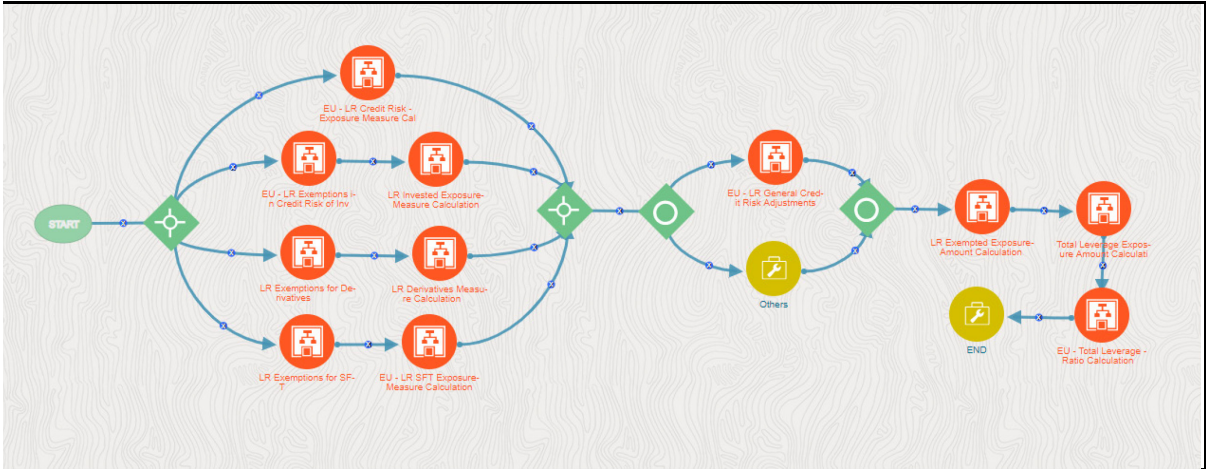 EU - LR Credit Risk -
Exposure Measure Cal
EU - LR Exemptions i-
n Credit Risk of Inv
LR Invested Exposure-
Measure Calculation
START
LR Exemptions for De-
rivatives
LR Derivatives Measu-
re Calculation
LR Exemptions for SF-
T
EU - LR SFT Exposure-
Measure Calculation
EU - LR General Cred-
it Risk Adjustments
Others
LR Exempted Exposure-
Amount Calculation
Total Leverage Expos-
ure Amount Calculati
EU - Total Leverage -
Ratio Calculation
END